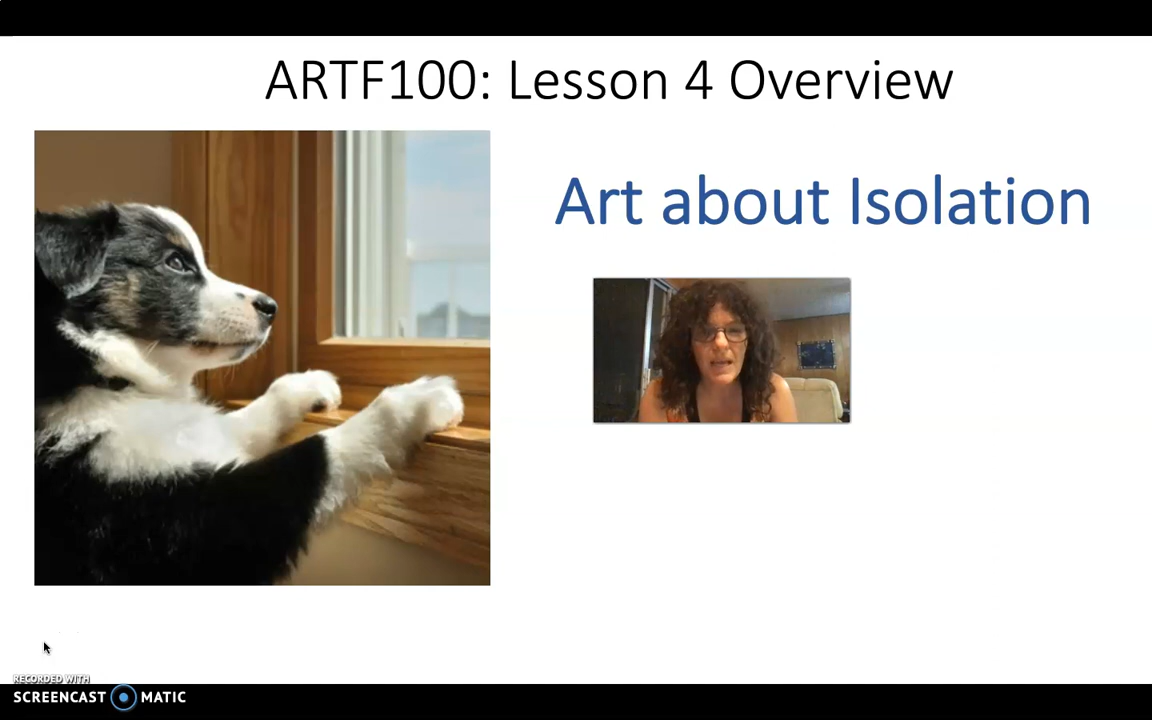 ARTF100: Lesson 4 Overview
Art about Isolation
RECORDED WITH
SCREENCAST MATIC